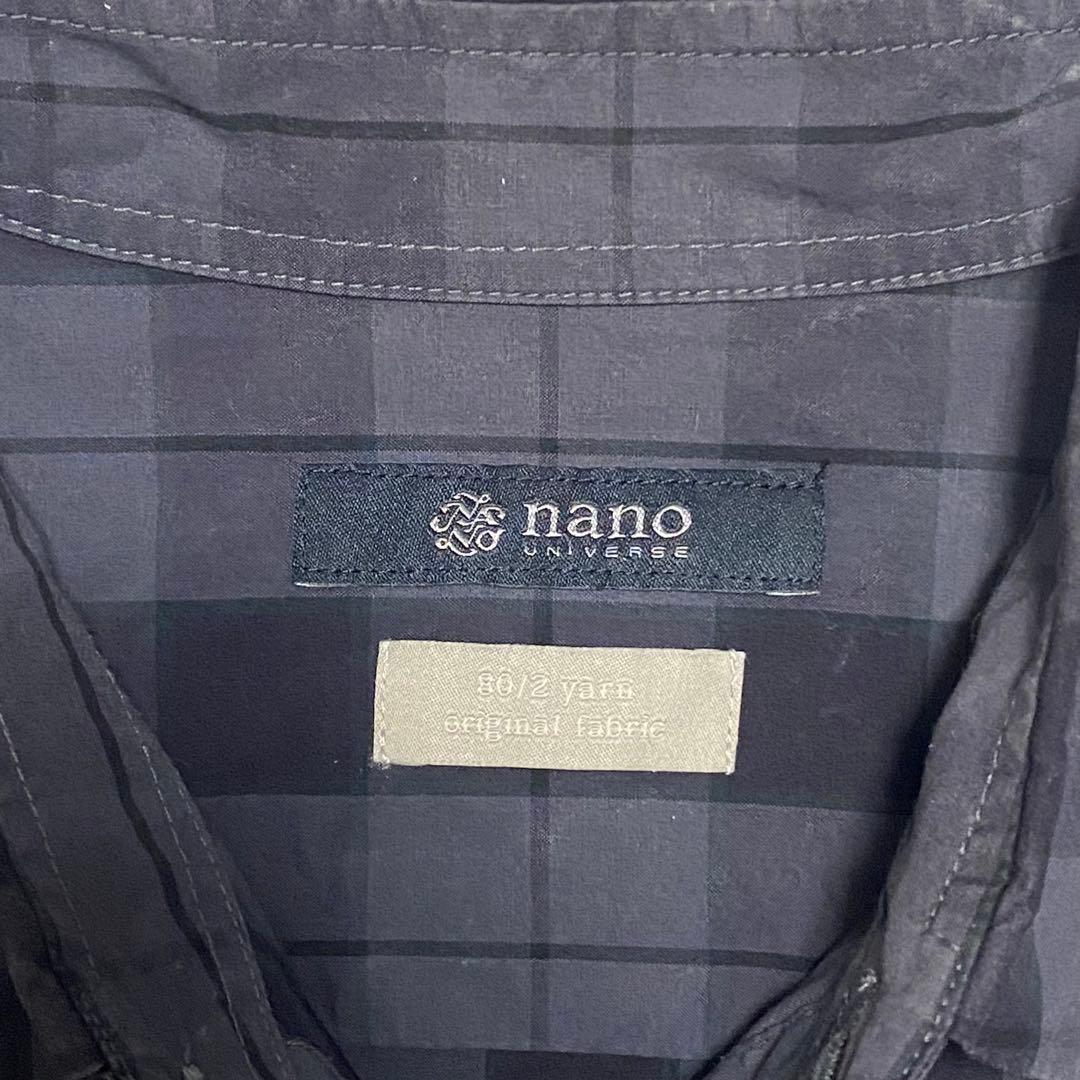 nano
UNIVERSE
80/2 yarn
original fabric